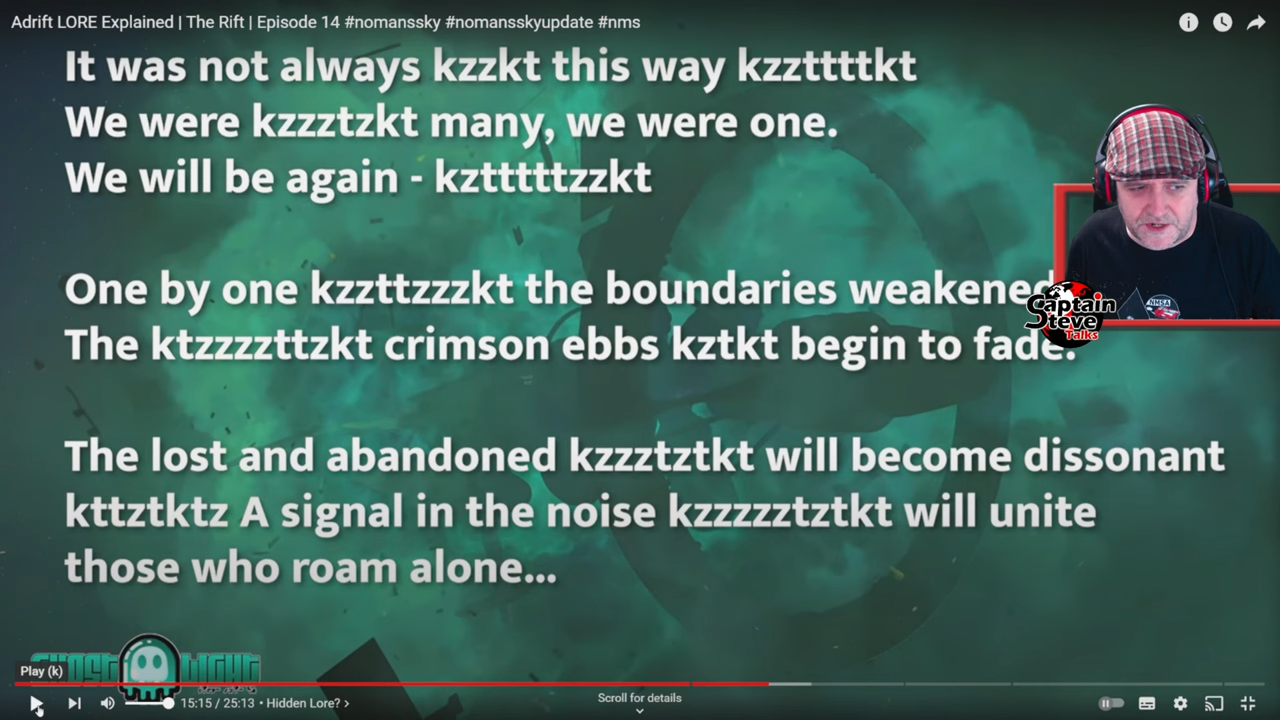 Adrift LORE Explained | The Rift | Episode 14 #nomanssky #nomansskyupdate #nms
It was not always kzzkt this way kzzttttkt
We were kzzztzkt many, we were one.
We will be again - kztttttzzkt
One by one kzzttzzzkt the boundaries weakened
The ktzzzzttzkt crimson ebbs kztkt begin to fade.
Captain
Steve
Talks
NMSA
The lost and abandoned kzzztztkt will become dissonant
kttztktz A signal in the noise kzzzzztztkt will unite
those who roam alone...
GHOST LIGHT
Play (k)
Scroll for details
15:15 / 25:13 • Hidden Lore? >